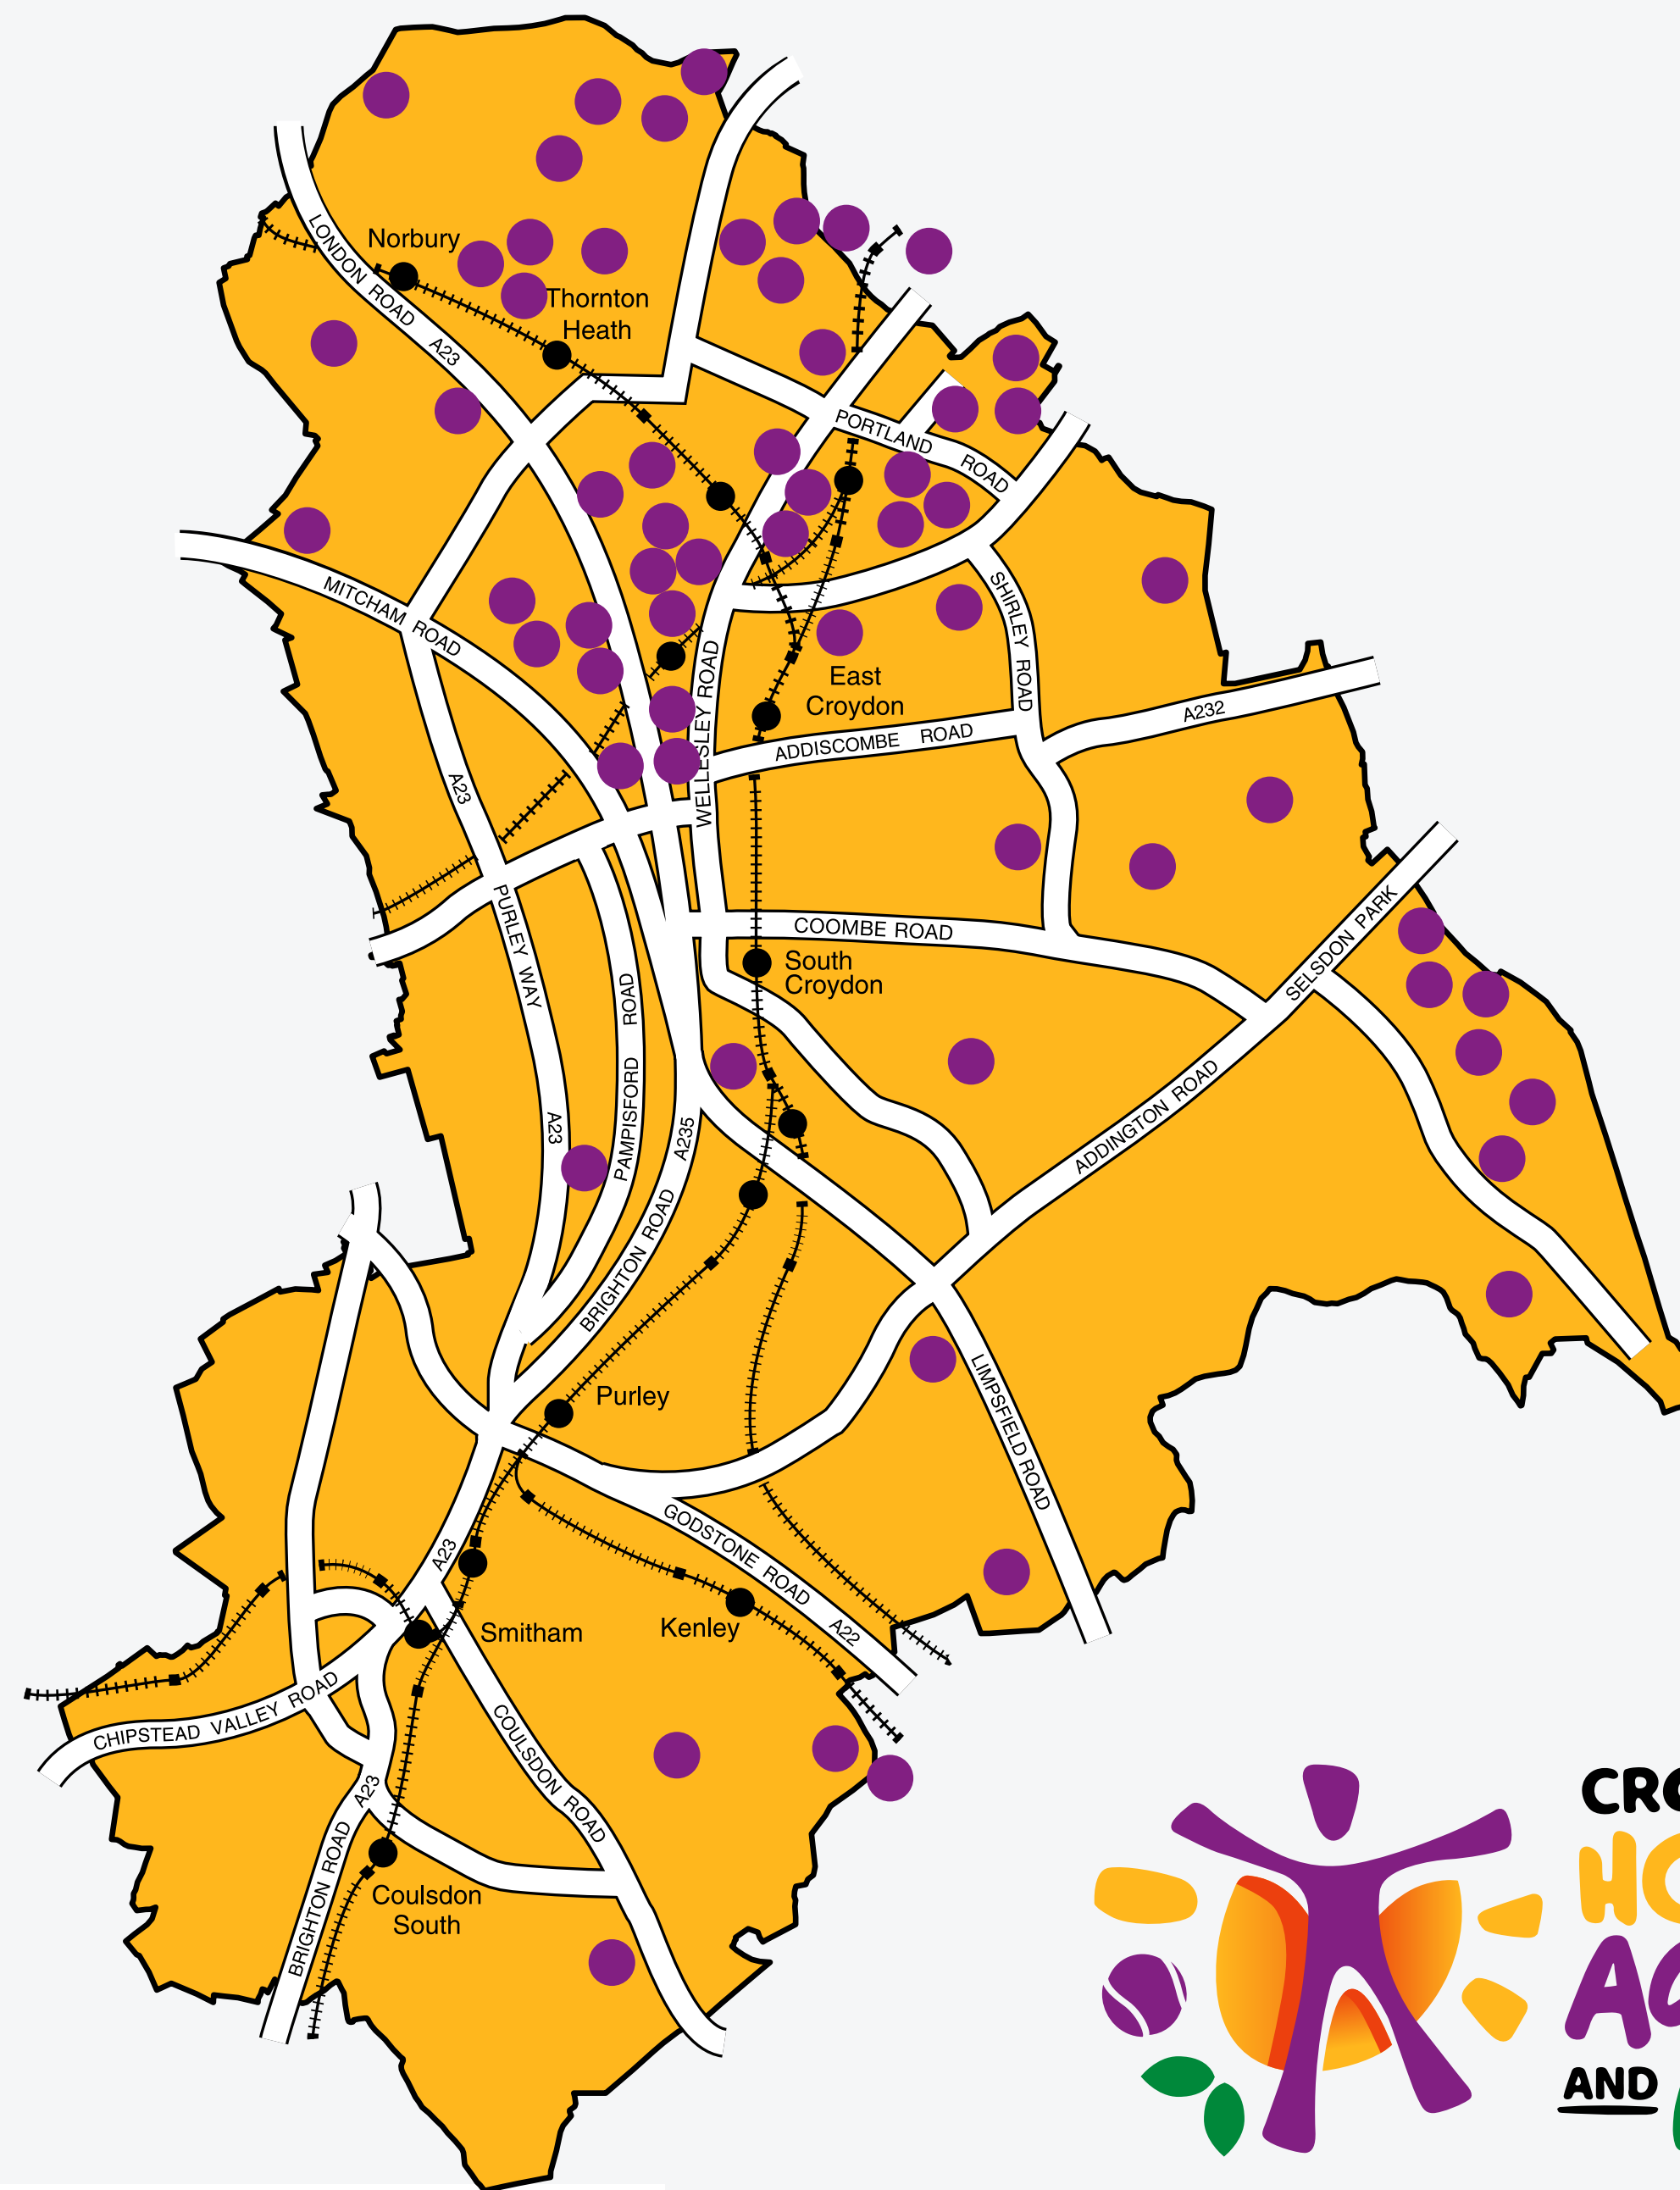 LONDON ROAD
Norbury
Thornton
Heath
A23
PORTLAND ROAD
MITCHAM ROAD
SHIRLEY ROAD
East
Croydon
WELLESLEY ROAD
ADDISCOMBE ROAD
A232
A23
PURLEY WAY
COOMBE ROAD
SELSDON PARK
South
Croydon
PAMPISFORD ROAD
A23
A235
ADDINGTON ROAD
BRIGHTON ROAD
Purley
LIMPSFIELD ROAD
GODSTONE ROAD
A23
Smitham
Kenley
A22
CHIPSTEAD VALLEY ROAD
COULSDON ROAD
A23
BRIGHTON ROAD
Coulsdon
South
AND